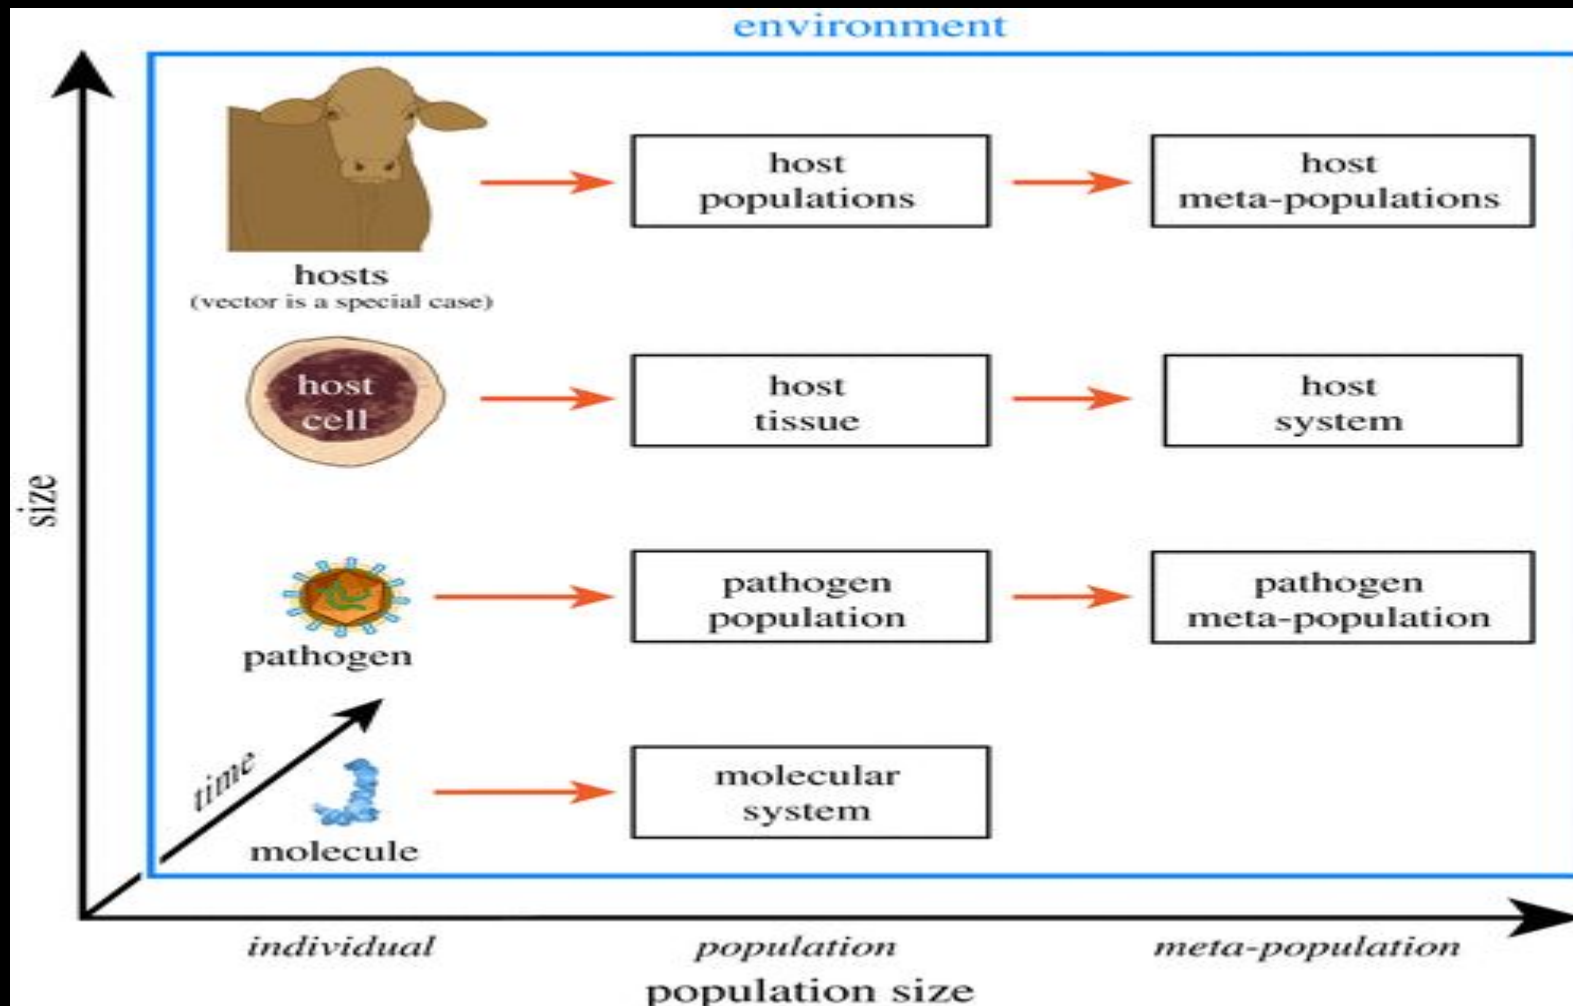 environment
host
populations
host
meta-populations
hosts
(vector is a special case)
host
cell
host
tissue
host
system
size
pathogen
population
pathogen
meta-population
pathogen
time
molecular
system
molecule
individual
population
meta-population
population size